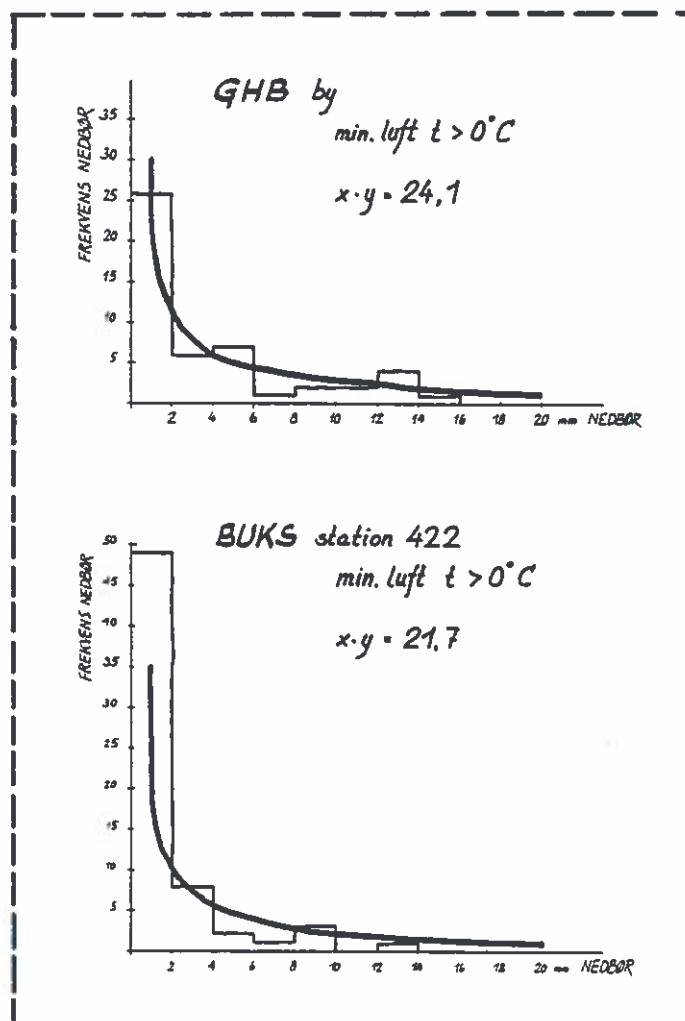 GHB by
min. luft t > 0°C
x·y = 24,1
FREKVENS NEDBØR
35
30
25
20
15
10
5
2 4 6 8 10 12 14 16 18 20 mm NEDBØR
BUKS station 422
min. luft t > 0°C
x·y = 21,7
FREKVENS NEDBØR
50
45
40
35
30
25
20
15
10
5
2 4 6 8 10 12 14 16 18 20 mm NEDBØR